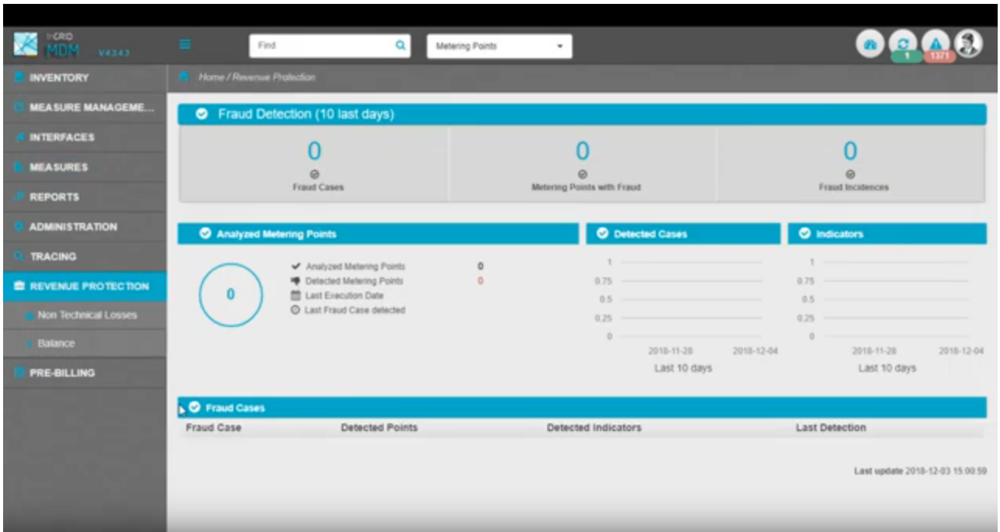 GRID
MDM V.4.3.4.3
Find
Metering Points
1
1371
INVENTORY
MEASURE MANAGEME...
INTERFACES
MEASURES
REPORTS
ADMINISTRATION
TRACING
REVENUE PROTECTION
Non Technical Losses
Balance
PRE-BILLING
Home / Revenue Protection
Fraud Detection (10 last days)
0
Fraud Cases
0
Metering Points with Fraud
0
Fraud Incidences
Analyzed Metering Points
0
Analyzed Metering Points 0
Detected Metering Points 0
Last Execution Date
Last Fraud Case detected
Detected Cases
1
0.75
0.5
0.25
0
2018-11-28 2018-12-04
Last 10 days
Indicators
1
0.75
0.5
0.25
0
2018-11-28 2018-12-04
Last 10 days
Fraud Cases
Fraud Case Detected Points Detected Indicators Last Detection
Last update 2018-12-03 15:00:59